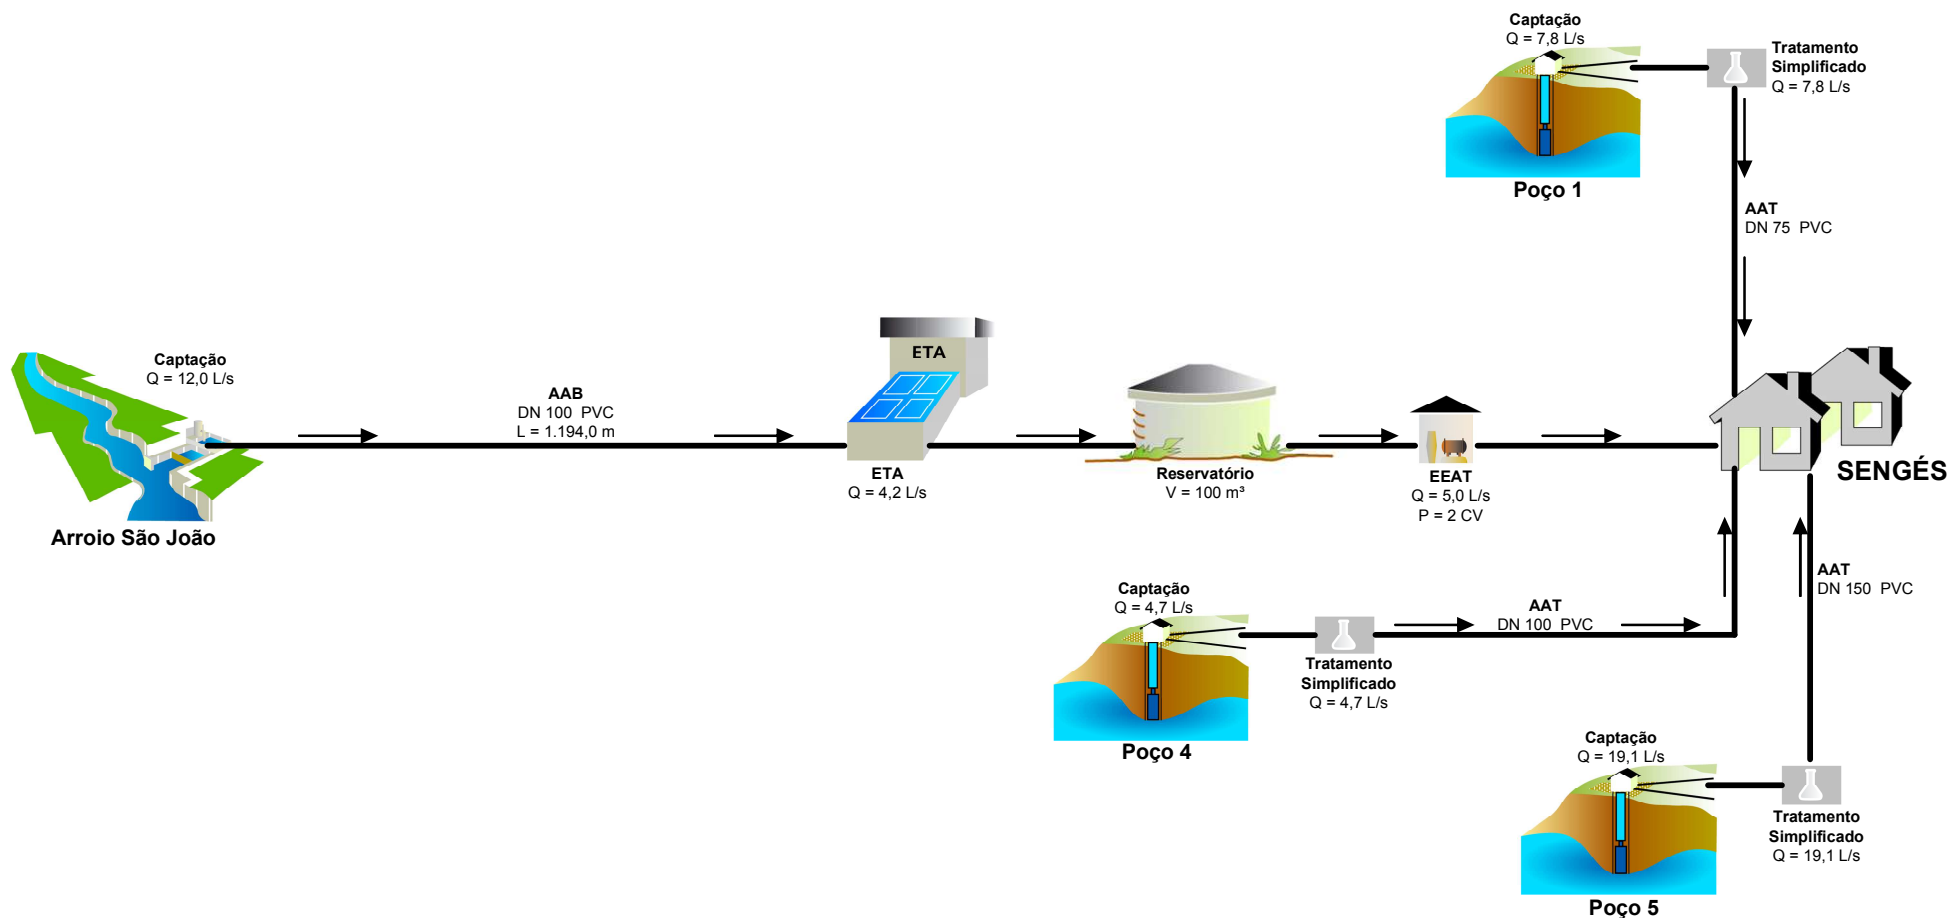 Captação
Q = 7,8 L/s
Tratamento
Simplificado
Q = 7,8 L/s
Poço 1
AAT
DN 75  PVC
Captação
Q = 12,0 L/s
Arroio São João
AAB
DN 100  PVC
L = 1.194,0 m
ETA
ETA
Q = 4,2 L/s
Reservatório
V = 100 m³
EEAT
Q = 5,0 L/s
P = 2 CV
SENGÉS
Captação
Q = 4,7 L/s
Poço 4
Tratamento
Simplificado
Q = 4,7 L/s
AAT
DN 100  PVC
AAT
DN 150  PVC
Captação
Q = 19,1 L/s
Poço 5
Tratamento
Simplificado
Q = 19,1 L/s